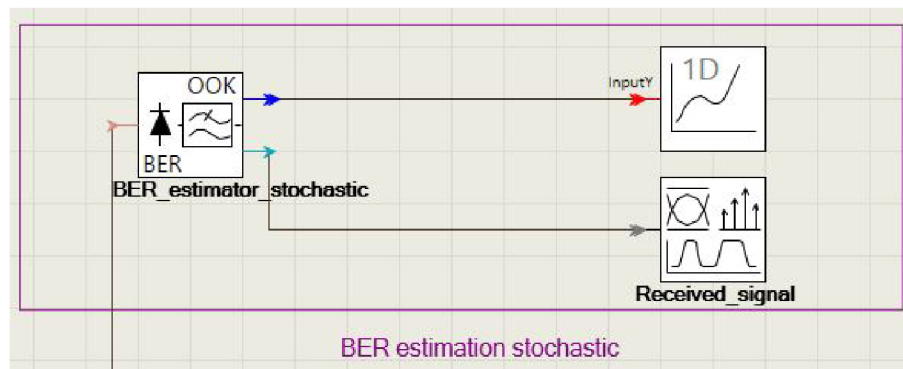 OOK
1D
InputY
BER
BER_estimator_stochastic
Received_signal
BER estimation stochastic